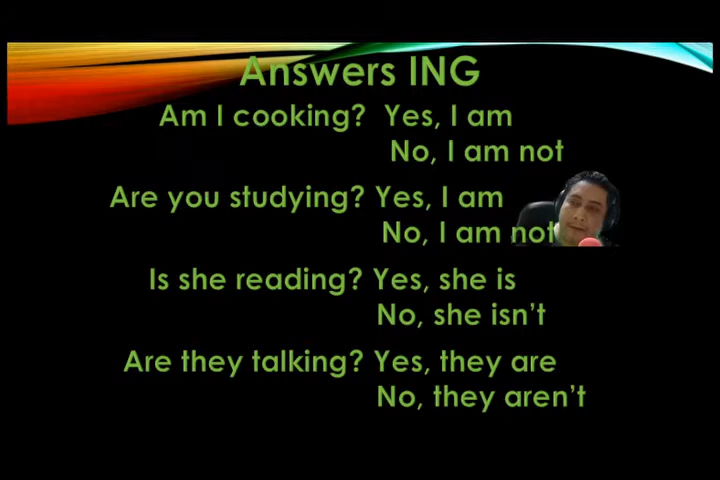 Answers ING
Am I cooking? Yes, I am
No, I am not
Are you studying? Yes, I am
No, I am not
Is she reading? Yes, she is
No, she isn't
Are they talking? Yes, they are
No, they aren't